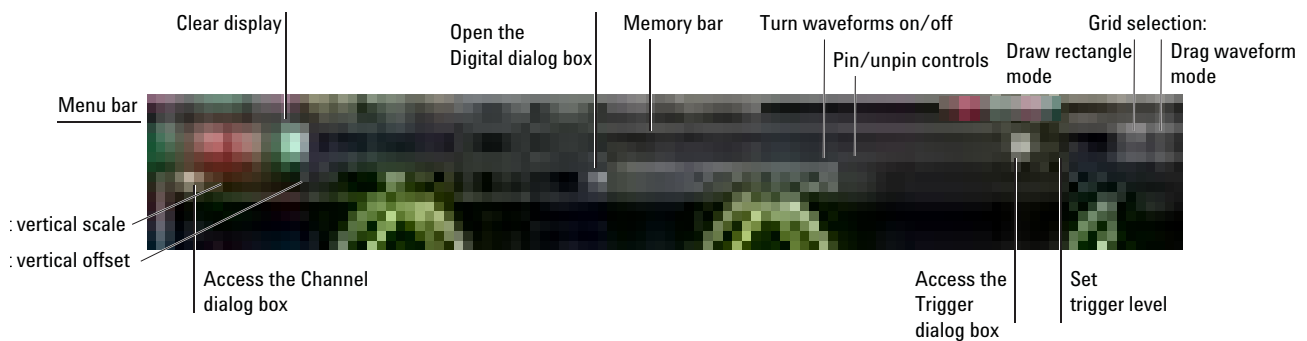 Clear display
Open the
Digital dialog box
Memory bar
Turn waveforms on/off
Pin/unpin controls
Grid selection:
Draw rectangle
mode
Drag waveform
mode
Menu bar
: vertical scale
: vertical offset
Access the Channel
dialog box
Access the
Trigger
dialog box
Set
trigger level